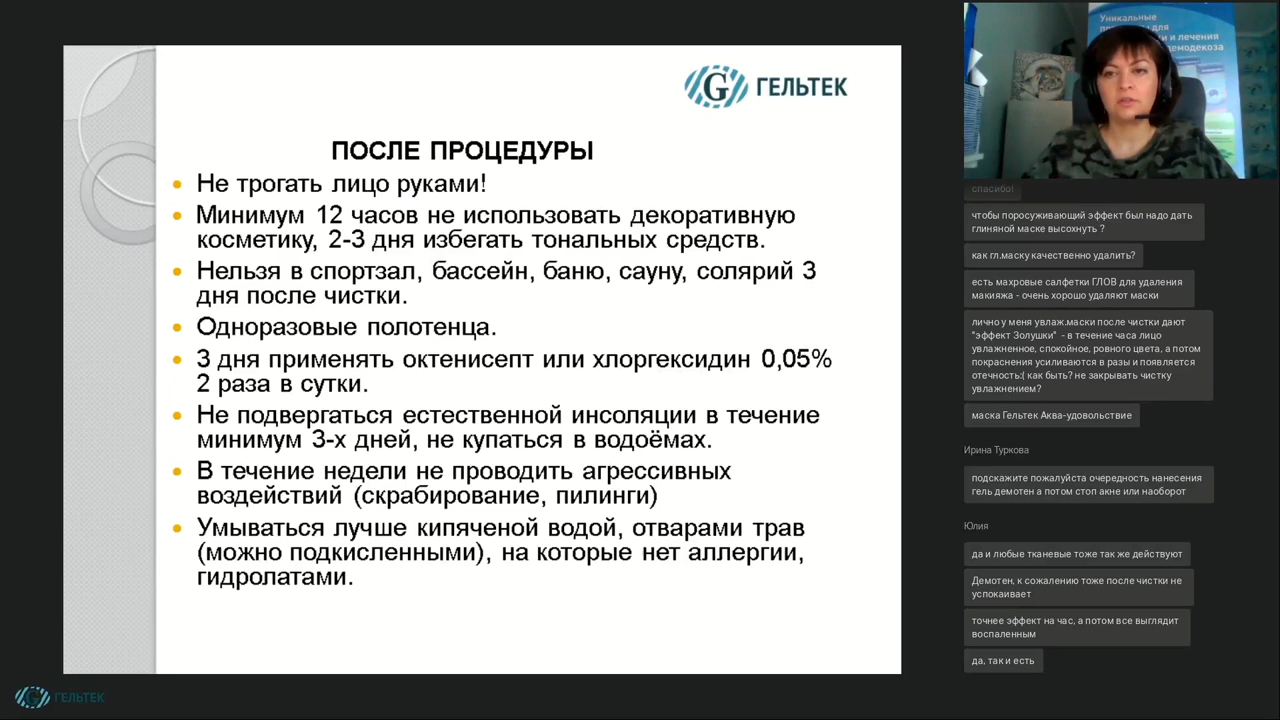 ГЕЛЬТЕК
ПОСЛЕ ПРОЦЕДУРЫ
Не трогать лицо руками!
Минимум 12 часов не использовать декоративную
косметику, 2-3 дня избегать тональных средств.
Нельзя в спортзал, бассейн, баню, сауну, солярий 3
дня после чистки.
Одноразовые полотенца.
3 дня применять октенисепт или хлоргексидин 0,05%
2 раза в сутки.
Не подвергаться естественной инсоляции в течение
минимум 3-х дней, не купаться в водоёмах.
В течение недели не проводить агрессивных
воздействий (скрабирование, пилинги)
Умываться лучше кипяченой водой, отварами трав
(можно подкисленными), на которые нет аллергии,
гидролатами.
ГЕЛЬТЕК
Уникальные
для
и лечения
демодекоза
спасибо!
чтобы поросуживающий эффект был надо дать
глиняной маске высохнуть ?
как гл.маску качественно удалить?
есть махровые салфетки ГЛОВ для удаления
макияжа - очень хорошо удаляют маски
лично у меня увлаж.маски после чистки дают
"эффект Золушки" - в течение часа лицо
увлажненное, спокойное, ровного цвета, а потом
покраснения усиливаются в разы и появляется
отечность:( как быть? не закрывать чистку
увлажнением?
маска Гельтек Аква-удовольствие
Ирина Туркова
подскажите пожалуйста очередность нанесения
гель демотен а потом стоп акне или наоборот
Юлия
да и любые тканевые тоже так же действуют
Демотен, к сожалению тоже после чистки не
успокаивает
точнее эффект на час, а потом все выглядит
воспаленным
да, так и есть